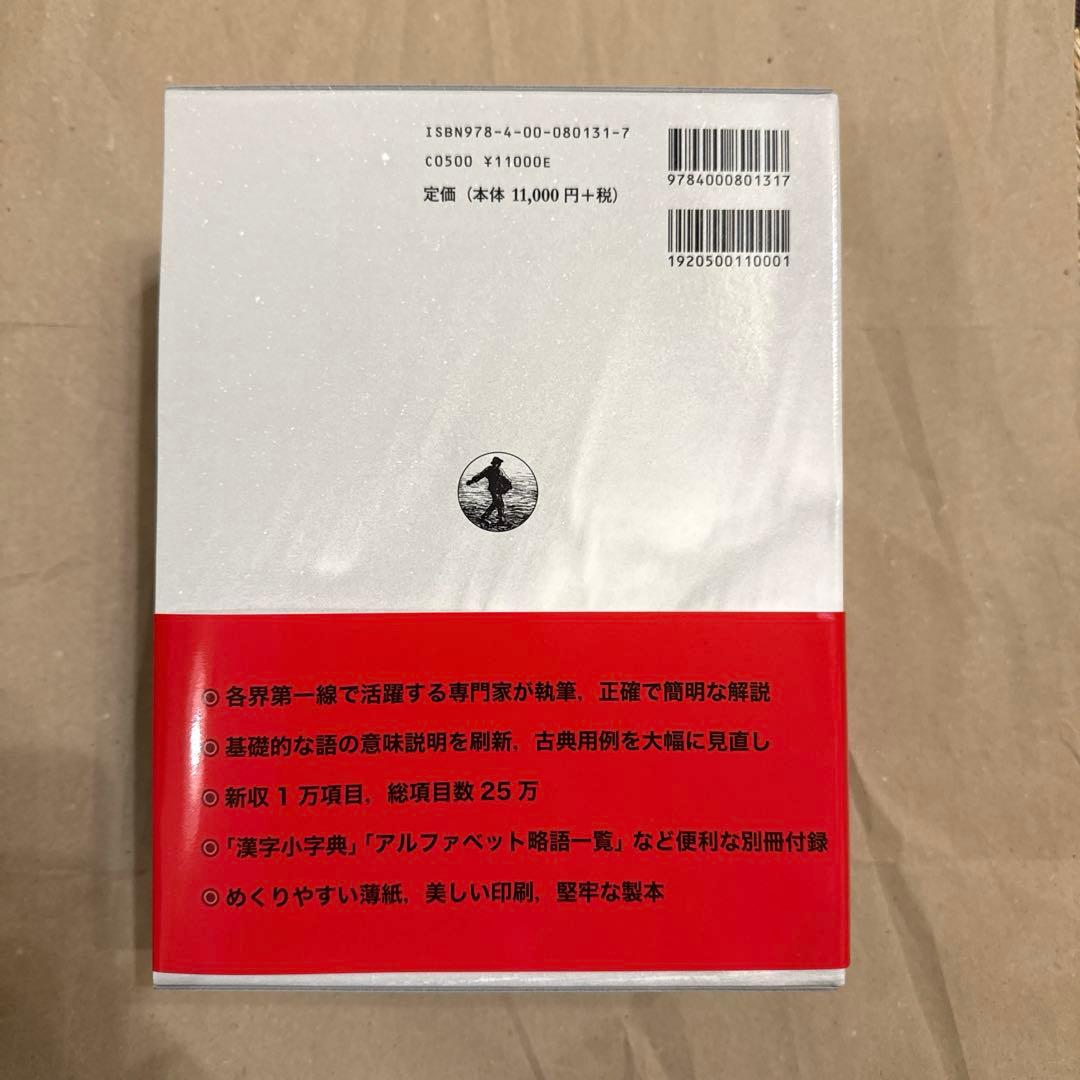 ISBN978-4-00-080131-7
C0500 ¥11000E
定価（本体 11,000 円＋税）
9784000801317
1920500110001
◉ 各界第一線で活躍する専門家が執筆，正確で簡明な解説
◉ 基礎的な語の意味説明を刷新，古典用例を大幅に見直し
◉ 新収 1 万項目，総項目数 25 万
◉ 「漢字小字典」「アルファベット略語一覧」など便利な別冊付録
◉ めくりやすい薄紙，美しい印刷，堅牢な製本